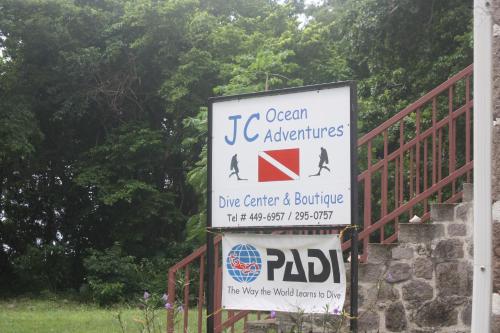 JC Ocean
Adventures
Dive Center & Boutique
Tel # 449-6957 / 295-0757
PADI
The Way the World Learns to Dive